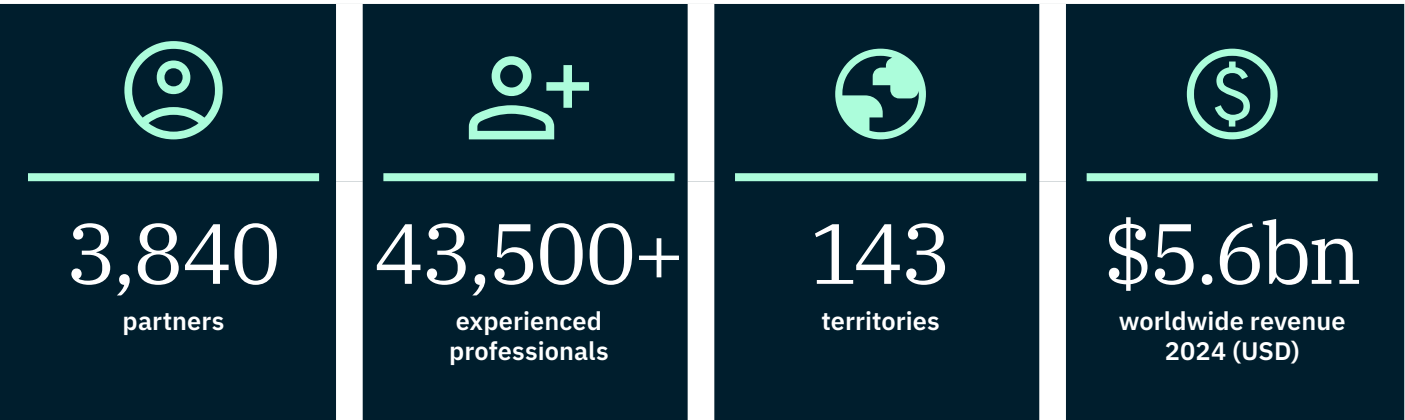 3,840
partners
43,500+
experienced
professionals
143
territories
$5.6bn
worldwide revenue
2024 (USD)